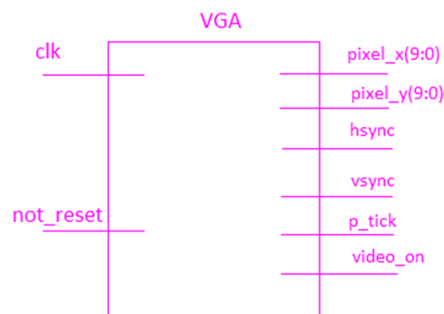 VGA
clk
pixel_x(9:0)
pixel_y(9:0)
hsync
vsync
not_reset
p_tick
video_on